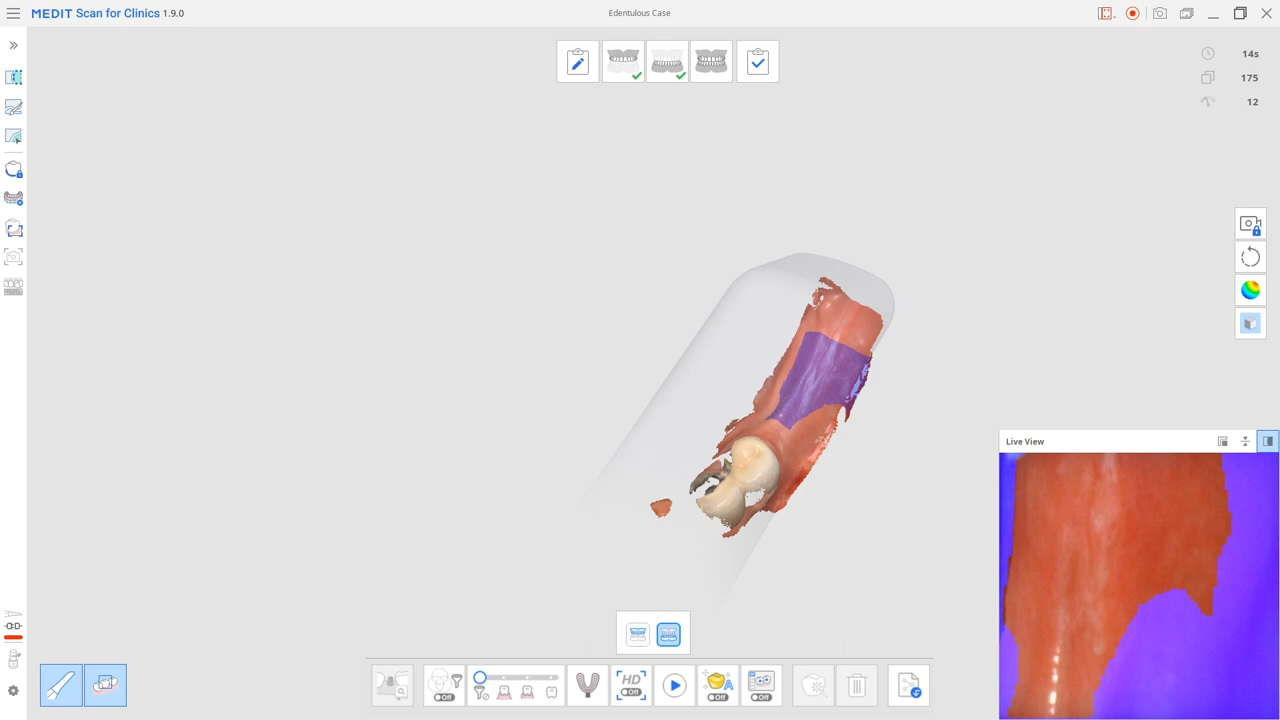 MEDIT Scan for Clinics 1.9.0
Edentulous Case
14s
175
12
Live View
Off
HD
Off
A
Off
Off